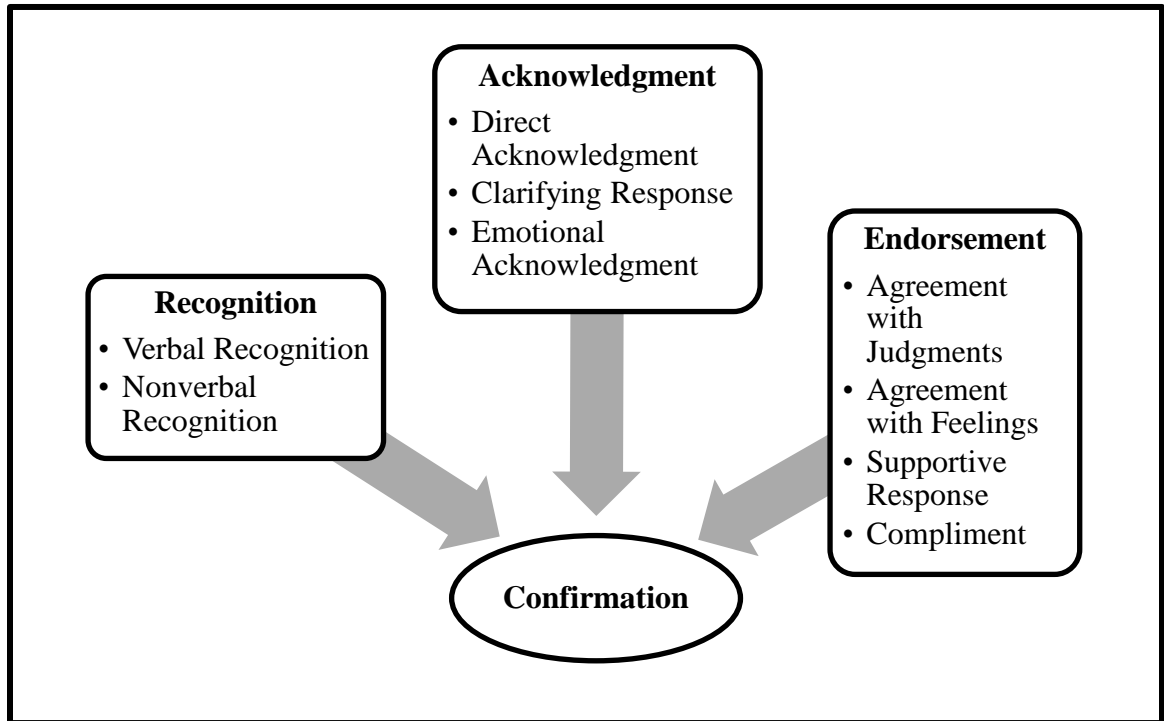 Acknowledgment
• Direct
Acknowledgment
• Clarifying Response
• Emotional
Acknowledgment
Endorsement
• Agreement
with
Judgments
• Agreement
with Feelings
• Supportive
Response
• Compliment
Recognition
• Verbal Recognition
• Nonverbal
Recognition
Confirmation